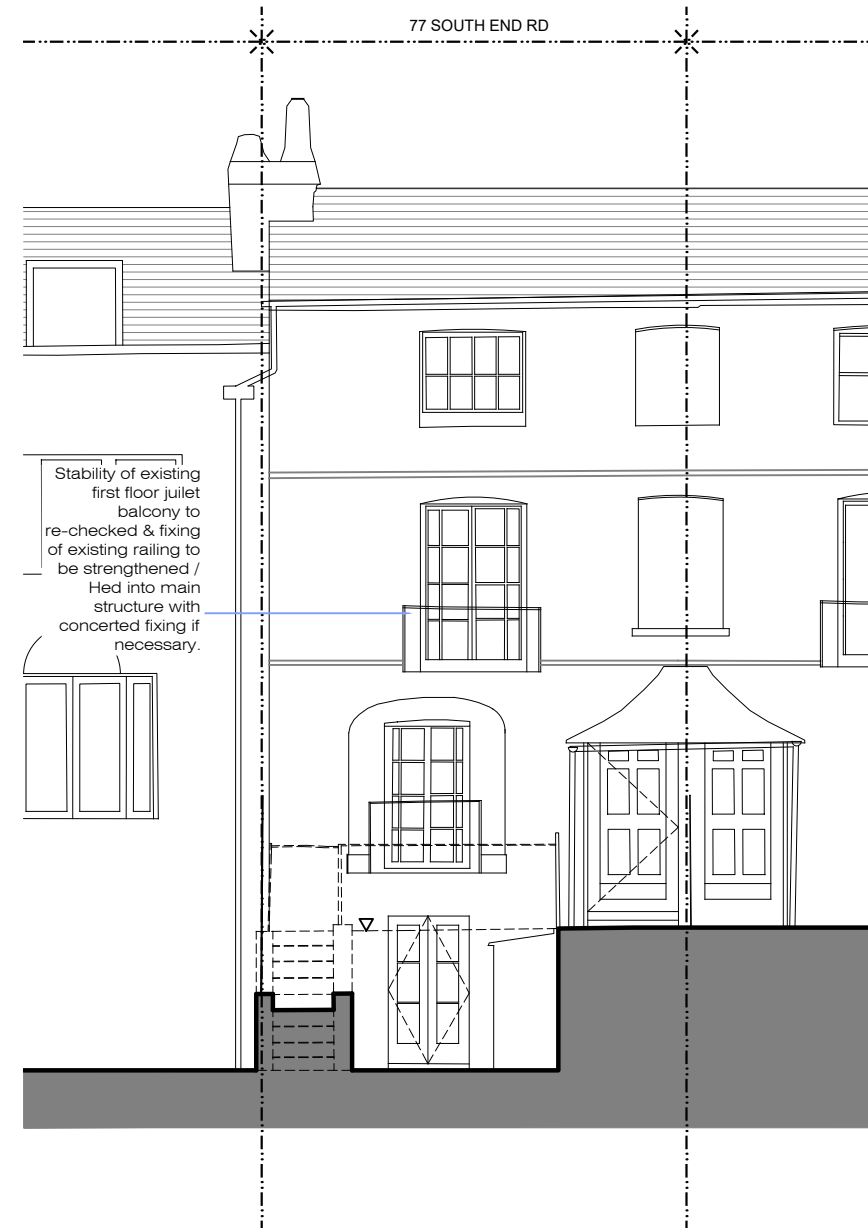 77 SOUTH END RD
Stability of existing
first floor juilet
balcony to
re-checked & fixing
of existing railing to
be strengthened /
Hed into main
structure with
concerted fixing if
necessary.